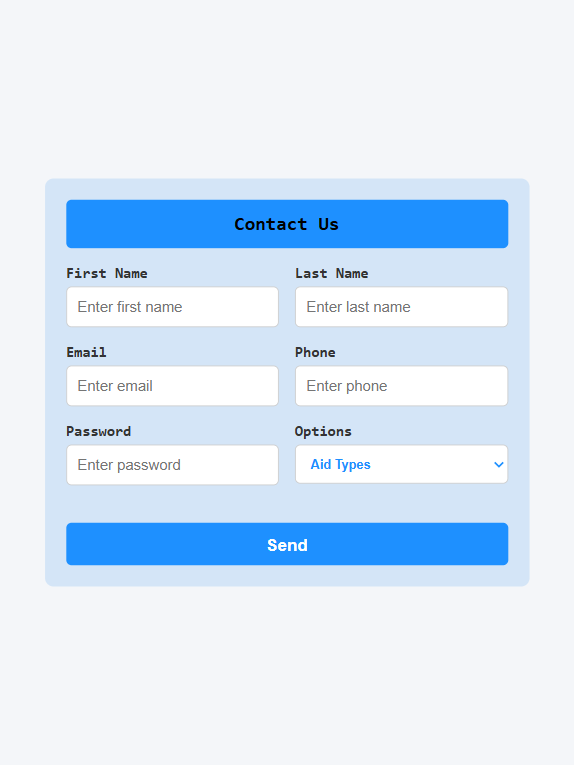 Contact Us
First Name Last Name
Enter first name Enter last name
Email Phone
Enter email Enter phone
Password Options
Enter password Aid Types
Send